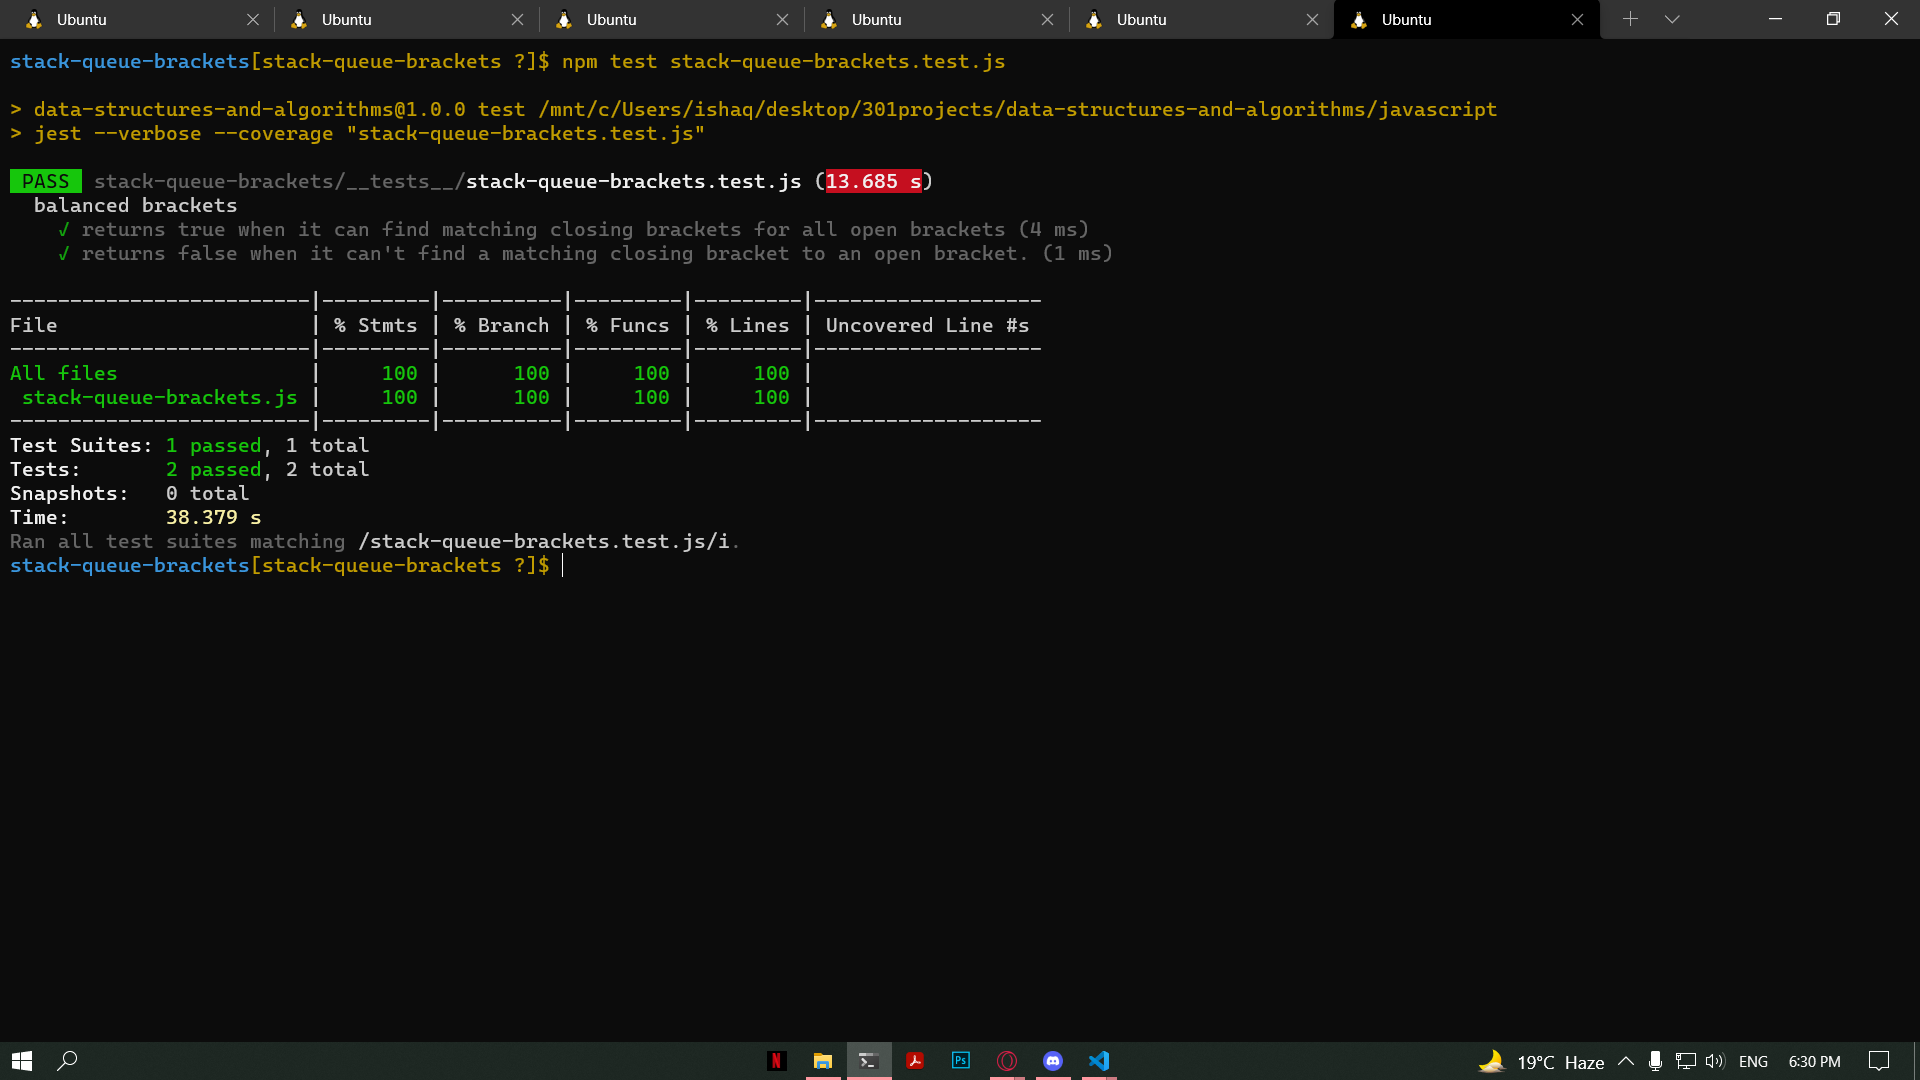 Ubuntu Ubuntu Ubuntu Ubuntu Ubuntu Ubuntu
stack-queue-brackets[stack-queue-brackets ?]$ npm test stack-queue-brackets.test.js
> data-structures-and-algorithms@1.0.0 test /mnt/c/Users/ishaq/desktop/301projects/data-structures-and-algorithms/javascript
> jest --verbose --coverage "stack-queue-brackets.test.js"
PASS stack-queue-brackets/__tests__/stack-queue-brackets.test.js (13.685 s)
balanced brackets
√ returns true when it can find matching closing brackets for all open brackets (4 ms)
√ returns false when it can't find a matching closing bracket to an open bracket. (1 ms)
-------------------------|---------|----------|---------|---------|-------------------
File | % Stmts | % Branch | % Funcs | % Lines | Uncovered Line #s
-------------------------|---------|----------|---------|---------|-------------------
All files | 100 | 100 | 100 | 100 |
stack-queue-brackets.js | 100 | 100 | 100 | 100 |
-------------------------|---------|----------|---------|---------|-------------------
Test Suites: 1 passed, 1 total
Tests: 2 passed, 2 total
Snapshots: 0 total
Time: 38.379 s
Ran all test suites matching /stack-queue-brackets.test.js/i.
stack-queue-brackets[stack-queue-brackets ?]$
N Ps 19°C Haze ENG 6:30 PM